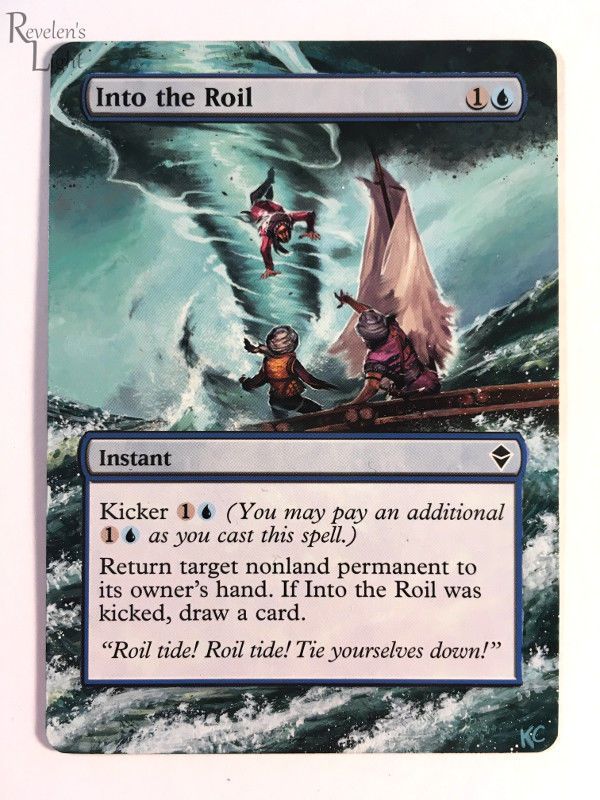 Revelen's
Light
Into the Roil 1
Instant
Kicker 1 (You may pay an additional
1 as you cast this spell.)
Return target nonland permanent to
its owner's hand. If Into the Roil was
kicked, draw a card.
“Roil tide! Roil tide! Tie yourselves down!”
KC